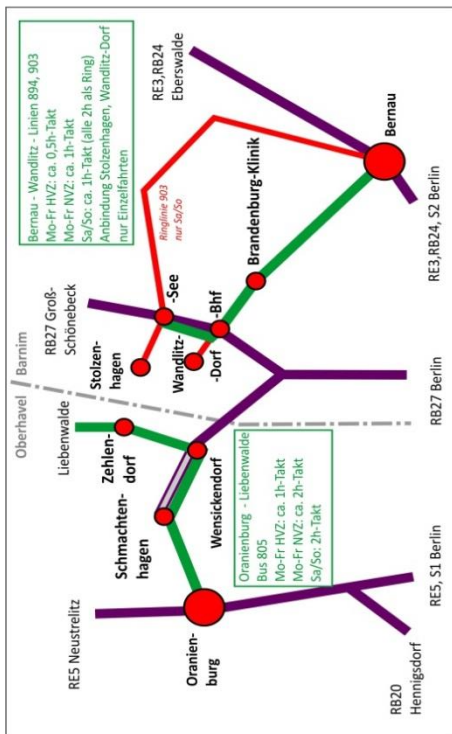 RE5 Neustrelitz
Oranien-
burg
RB20
Hennigsdorf
RE5, S1 Berlin
Schmachten-
hagen
Wensickendorf
Zehlen-
dorf
Liebenwalde
Oranienburg - Liebenwalde
Bus 805
Mo-Fr HVZ: ca. 1h-Takt
Mo-Fr NVZ: ca. 2h-Takt
Sa/So: 2h-Takt
Oberhavel
Barnim
RB27 Groß-
Schönebeck
Stolzen-
hagen
-See
Wandlitz-
-Bhf
-Dorf
RB27 Berlin
Ringlinie 903
nur Sa/So
Brandenburg-Klinik
Bernau - Wandlitz - Linien 894, 903
Mo-Fr HVZ: ca. 0,5h-Takt
Mo-Fr NVZ: ca. 1h-Takt
Sa/So: ca. 1h-Takt (alle 2h als Ring)
Anbindung Stolzenhagen, Wandlitz-Dorf
nur Einzelfahrten
RE3,RB24
Eberswalde
Bernau
RE3,RB24, S2 Berlin